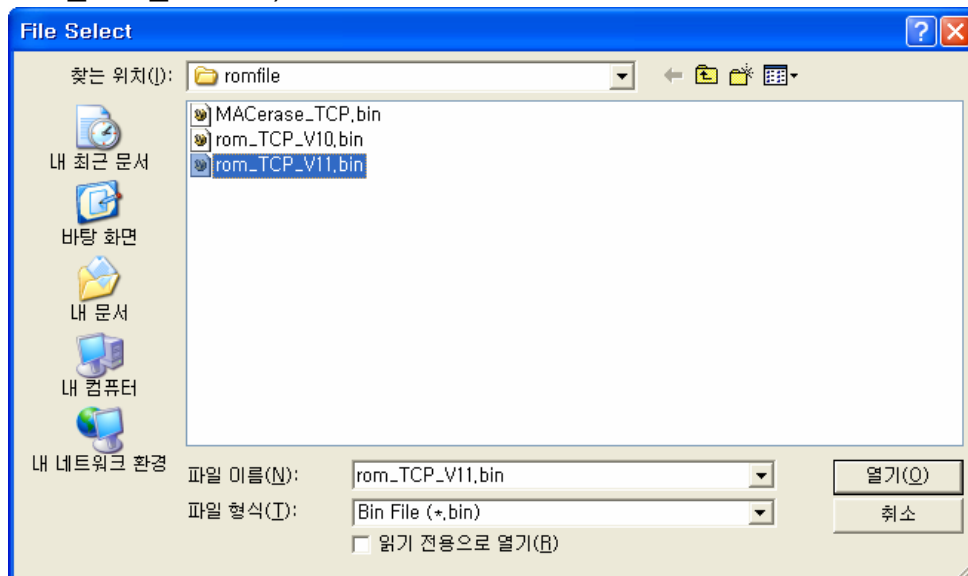 File Select
찾는 위치(I):
romfile
MACerase_TCP.bin
rom_TCP_V10.bin
rom_TCP_V11.bin
내 최근 문서
바탕 화면
내 문서
내 컴퓨터
내 네트워크 환경
파일 이름(N):
rom_TCP_V11.bin
열기(O)
파일 형식(T):
Bin File (*.bin)
취소
읽기 전용으로 열기(R)